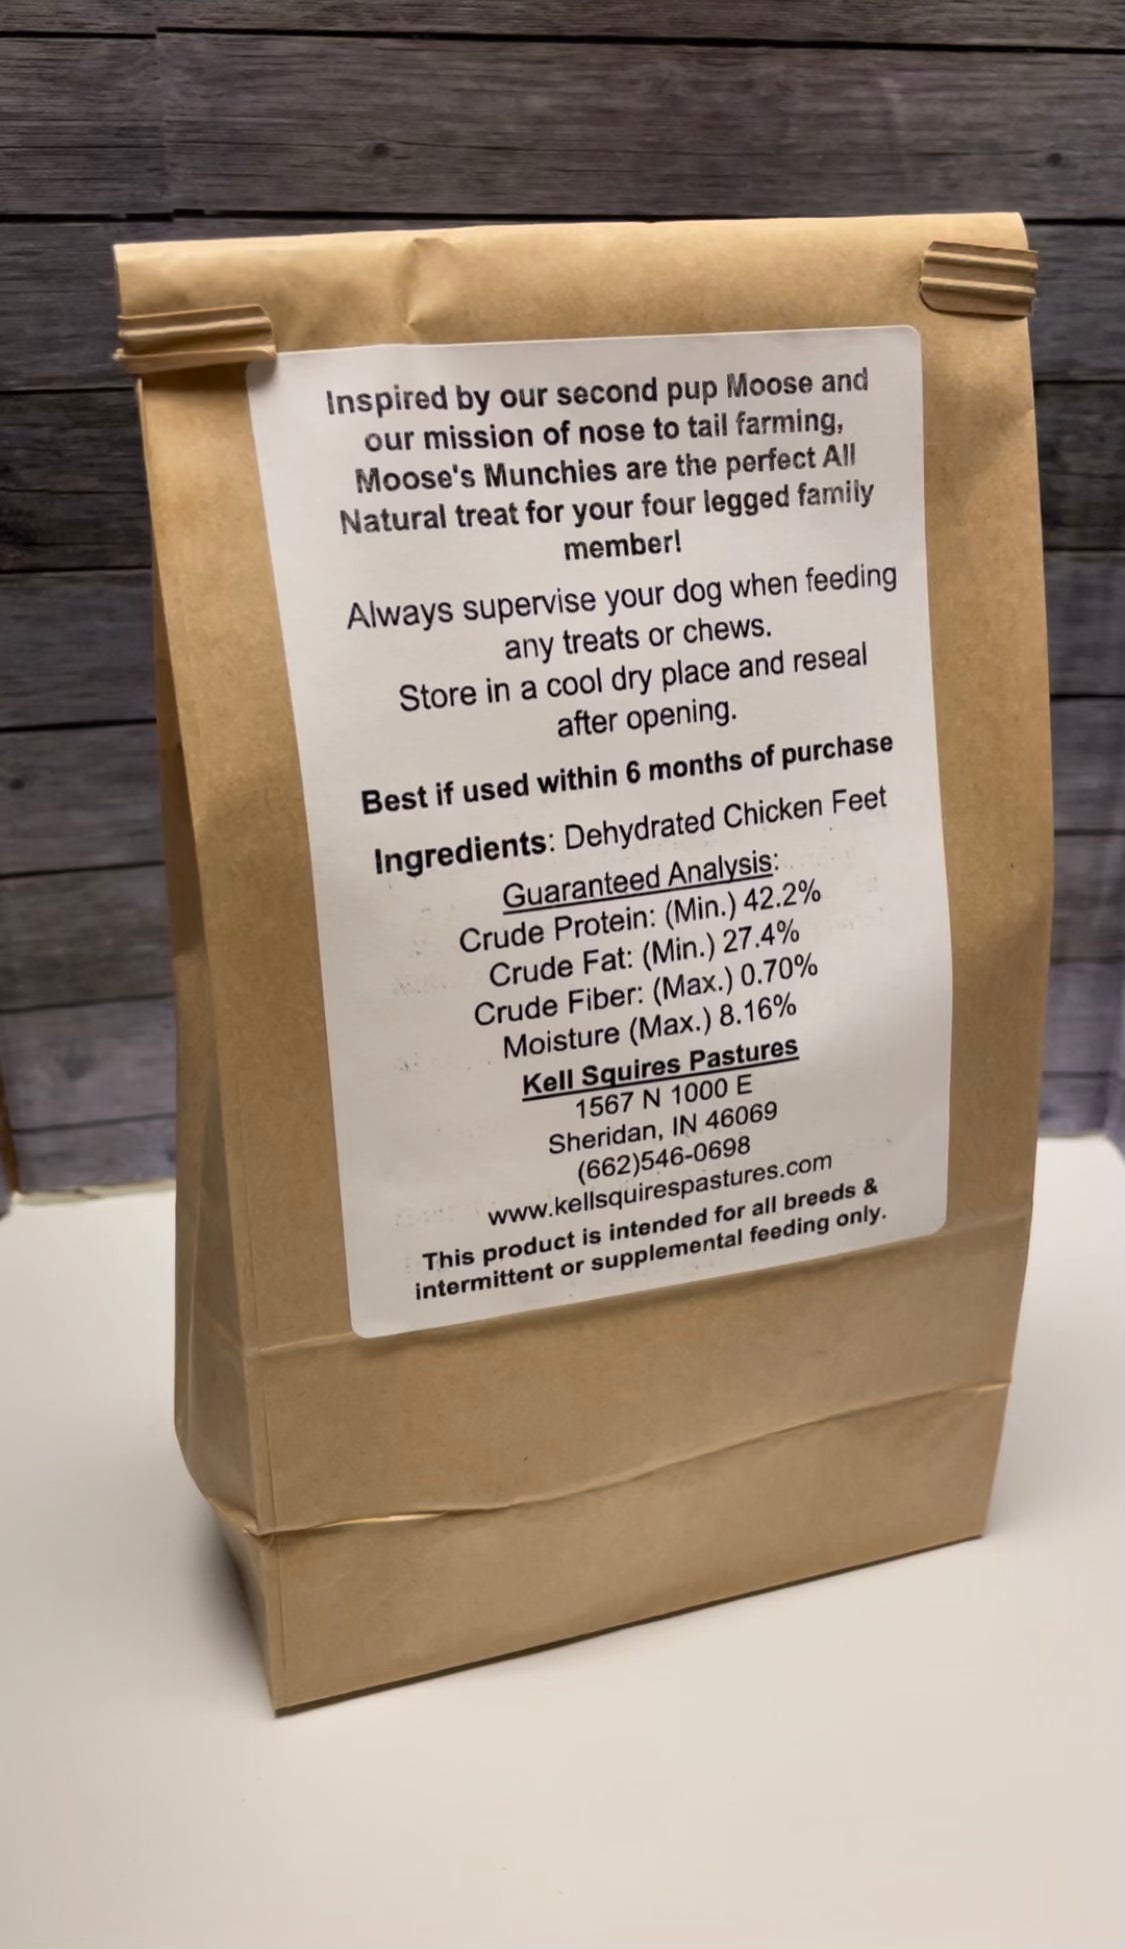 Inspired by our second pup Moose and
our mission of nose to tail farming,
Moose's Munchies are the perfect All
Natural treat for your four legged family
member!
Always supervise your dog when feeding
any treats or chews.
Store in a cool dry place and reseal
after opening.
Best if used within 6 months of purchase
Ingredients: Dehydrated Chicken Feet
Guaranteed Analysis:
Crude Protein: (Min.) 42.2%
Crude Fat: (Min.) 27.4%
Crude Fiber: (Max.) 0.70%
Moisture (Max.) 8.16%
Kell Squires Pastures
1567 N 1000 E
Sheridan, IN 46069
(662)546-0698
www.kellsquirespastures.com
This product is intended for all breeds &
intermittent or supplemental feeding only.